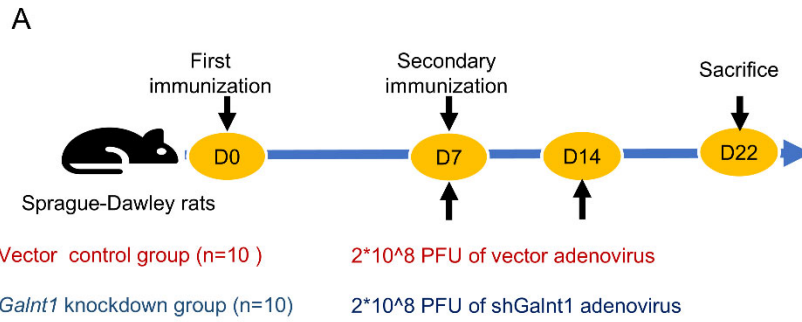 A
First
immunization
Secondary
immunization
Sacrifice
D0
D7
D14
D22
Sprague-Dawley rats
Vector control group (n=10 )
2*10^8 PFU of vector adenovirus
Galnt1 knockdown group (n=10)
2*10^8 PFU of shGalnt1 adenovirus